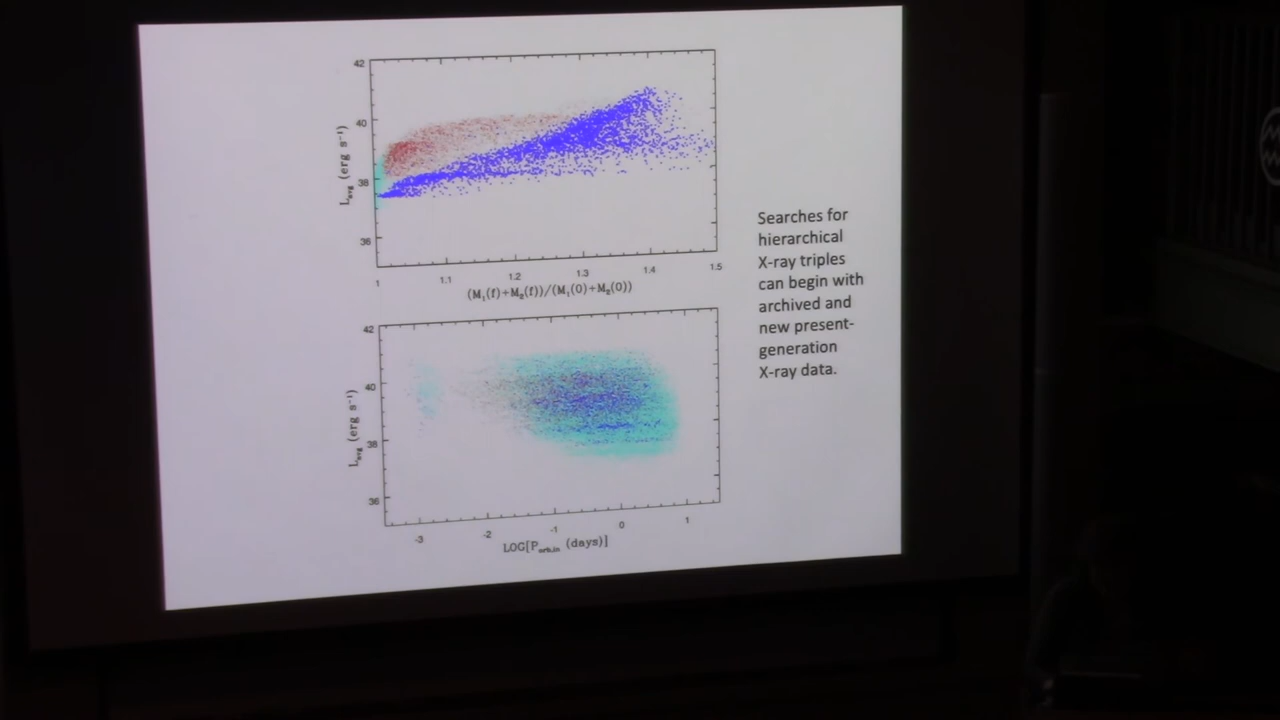 42
40
38
36
L_avg (erg s⁻¹)
1
1.1
1.2
1.3
1.4
1.5
(M₁(f)+M₂(f))/(M₁(0)+M₂(0))
42
40
38
36
L_avg (erg s⁻¹)
-3
-2
-1
0
1
LOG[P_orb,in (days)]
Searches for
hierarchical
X-ray triples
can begin with
archived and
new present-
generation
X-ray data.